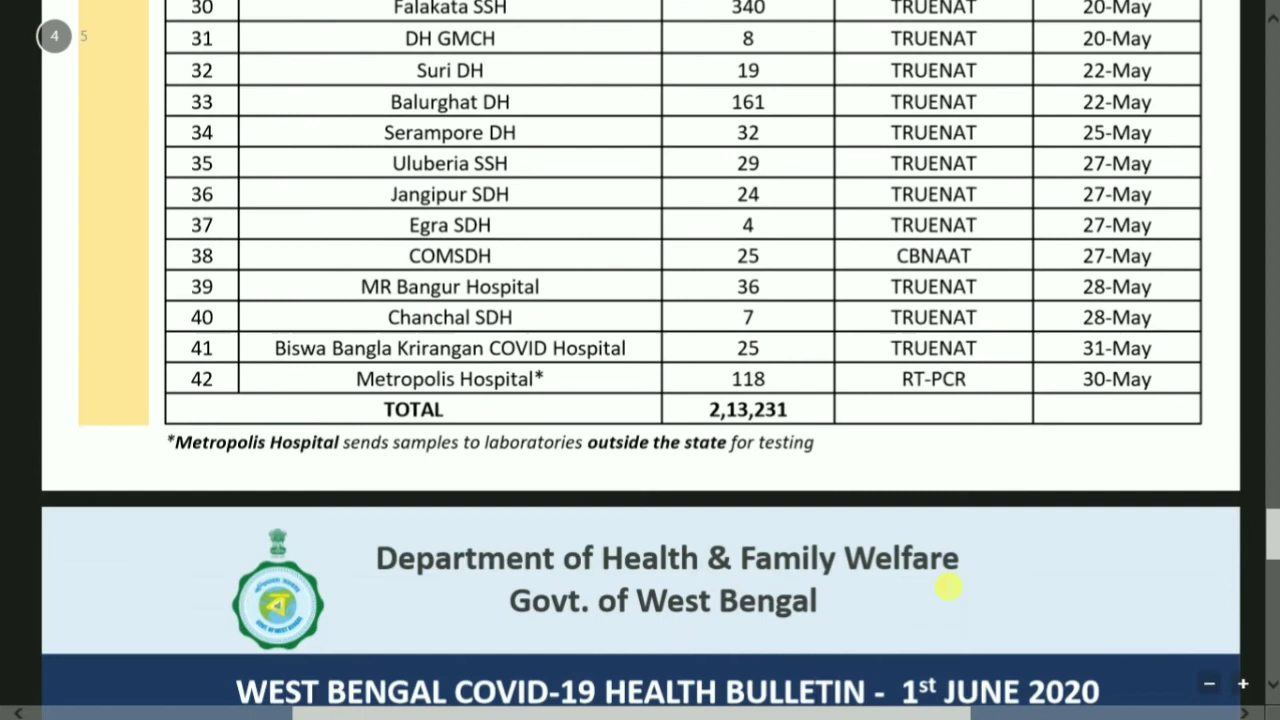 30 Falakata SSH 340 TRUENAT 20-May
4 5
31 DH GMCH 8 TRUENAT 20-May
32 Suri DH 19 TRUENAT 22-May
33 Balurghat DH 161 TRUENAT 22-May
34 Serampore DH 32 TRUENAT 25-May
35 Uluberia SSH 29 TRUENAT 27-May
36 Jangipur SDH 24 TRUENAT 27-May
37 Egra SDH 4 TRUENAT 27-May
38 COMSDH 25 CBNAAT 27-May
39 MR Bangur Hospital 36 TRUENAT 28-May
40 Chanchal SDH 7 TRUENAT 28-May
41 Biswa Bangla Krirangan COVID Hospital 25 TRUENAT 31-May
42 Metropolis Hospital* 118 RT-PCR 30-May
TOTAL 2,13,231
*Metropolis Hospital sends samples to laboratories outside the state for testing
Department of Health & Family Welfare
Govt. of West Bengal
ব
GOVT. OF WEST BENGAL
WEST BENGAL COVID-19 HEALTH BULLETIN - 1st JUNE 2020